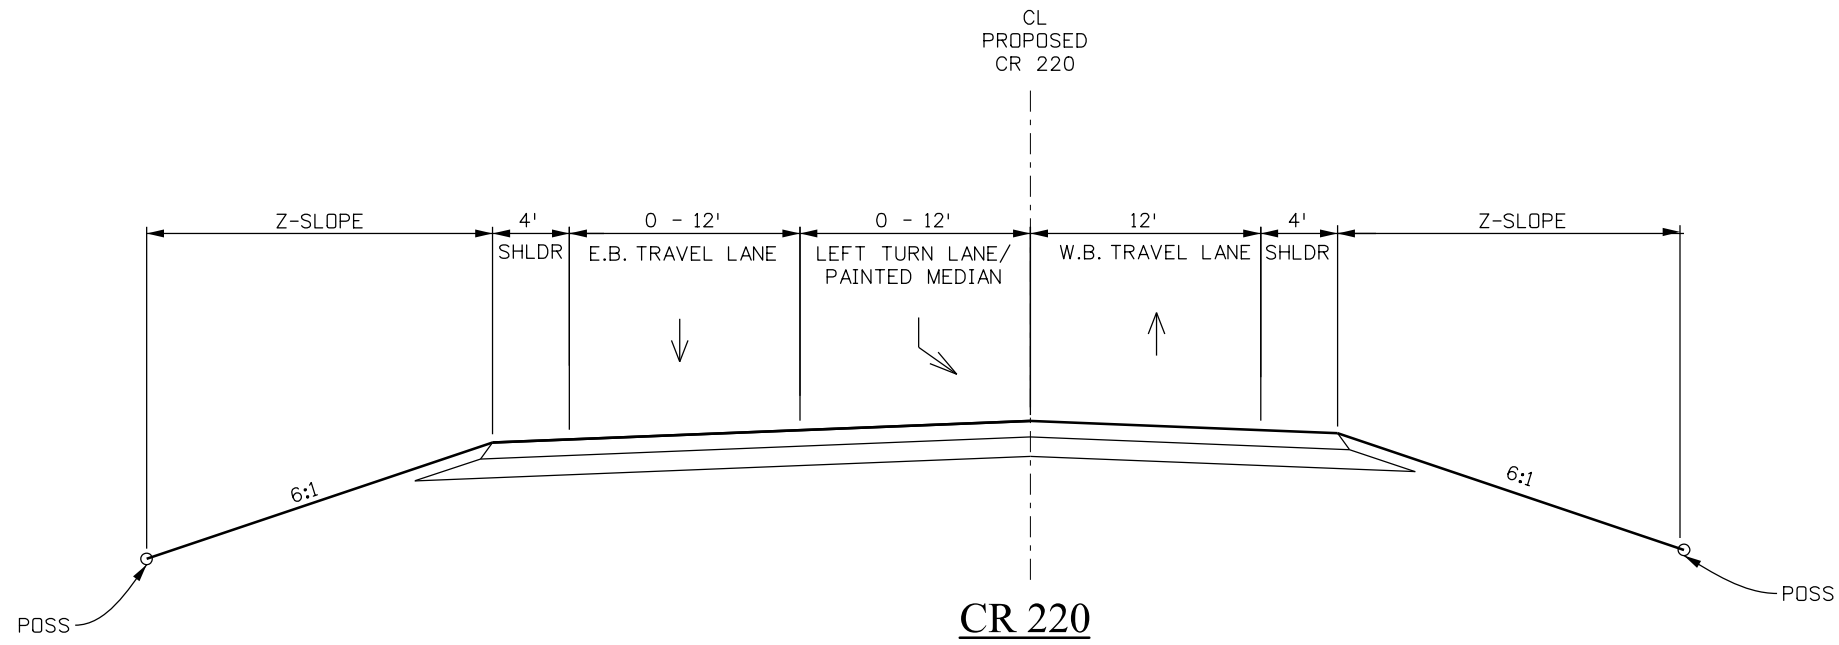 CL
PROPOSED
CR 220
Z-SLOPE
4'
0 - 12'
0 - 12'
12'
4'
Z-SLOPE
SHLDR
E.B. TRAVEL LANE
LEFT TURN LANE/
PAINTED MEDIAN
W.B. TRAVEL LANE
SHLDR
6:1
6:1
POSS
POSS
CR 220